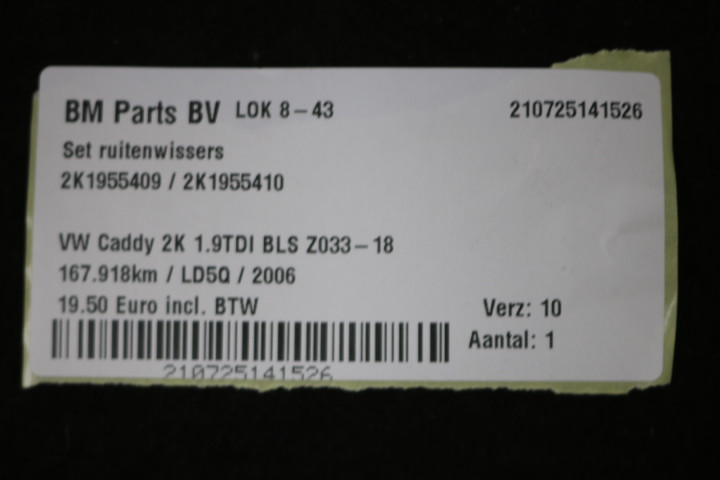 BM Parts BV LOK 8-43 210725141526
Set ruitenwissers
2K1955409 / 2K1955410
VW Caddy 2K 1.9TDI BLS Z033-18
167.918km / LD5Q / 2006
19.50 Euro incl. BTW Verz: 10
Aantal: 1
210725141526